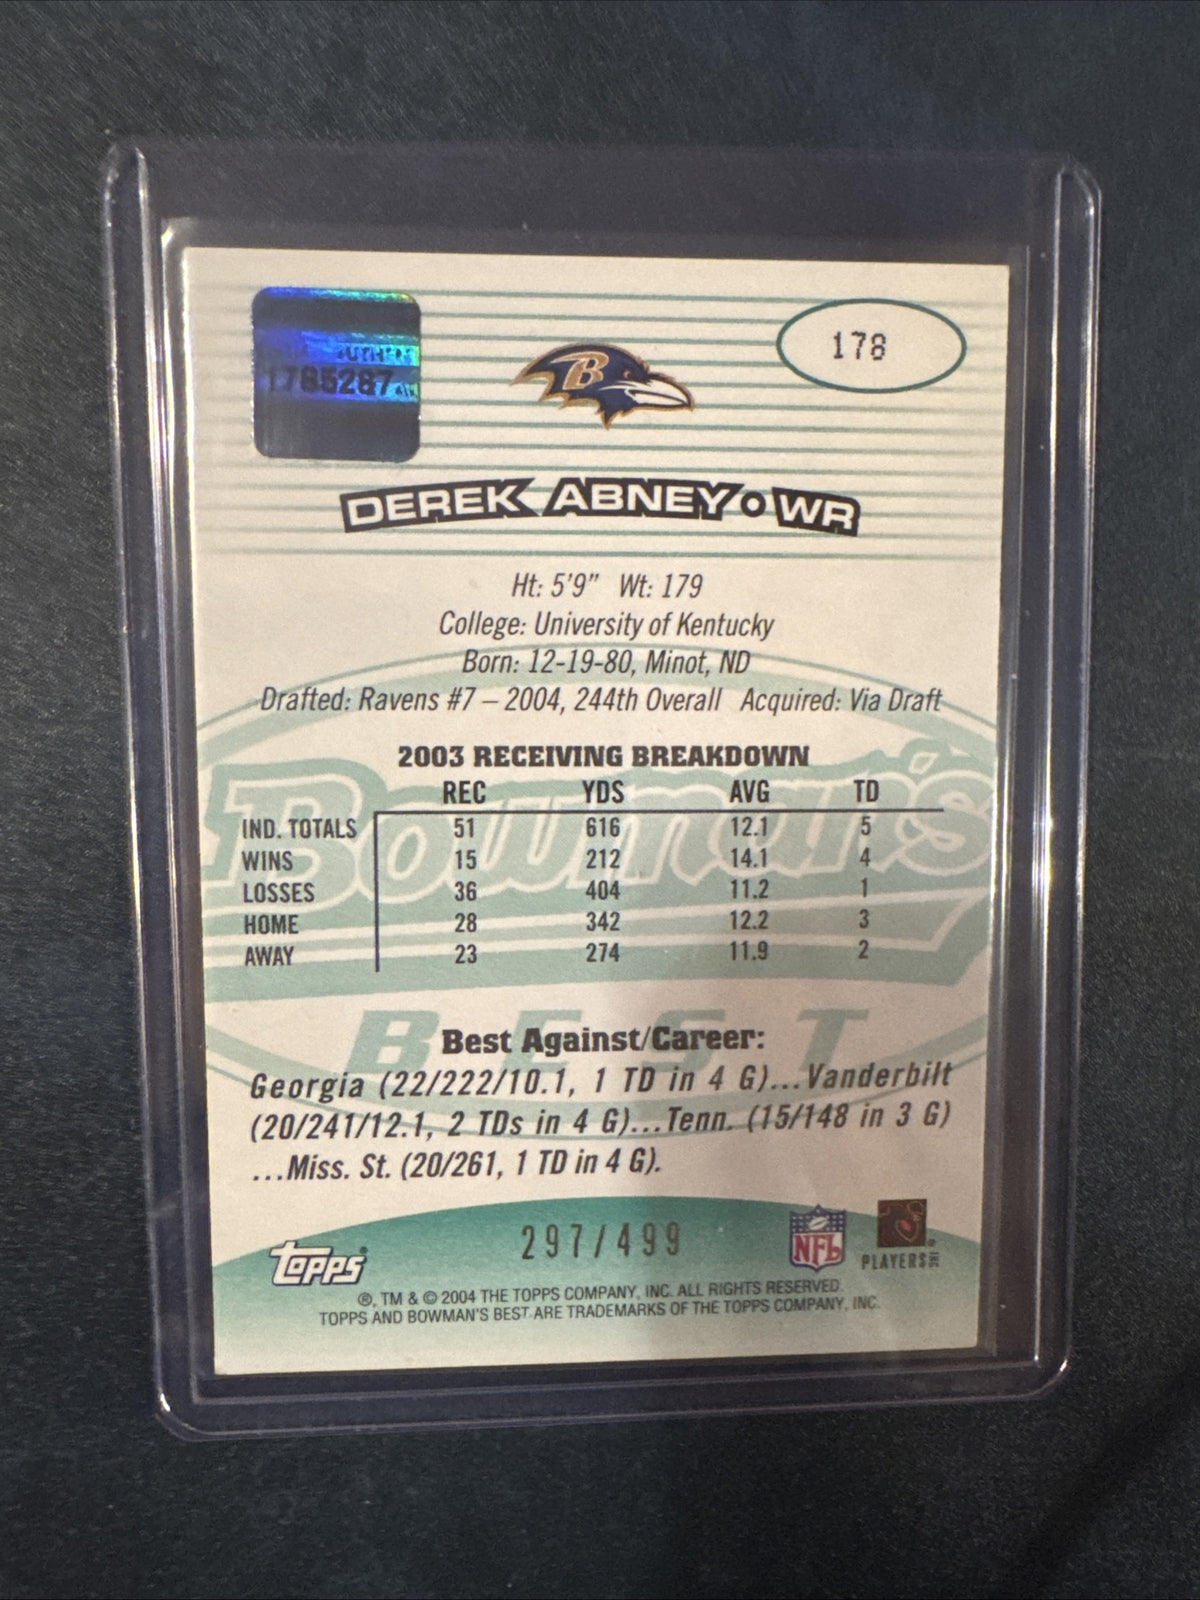 178
1785287
B
DEREK ABNEY • WR
Ht: 5'9" Wt: 179
College: University of Kentucky
Born: 12-19-80, Minot, ND
Drafted: Ravens #7 – 2004, 244th Overall Acquired: Via Draft
2003 RECEIVING BREAKDOWN
REC YDS AVG TD
IND. TOTALS 51 616 12.1 5
WINS 15 212 14.1 4
LOSSES 36 404 11.2 1
HOME 28 342 12.2 3
AWAY 23 274 11.9 2
Bowman's
BEST
Best Against/Career:
Georgia (22/222/10.1, 1 TD in 4 G)...Vanderbilt
(20/241/12.1, 2 TDs in 4 G)...Tenn. (15/148 in 3 G)
...Miss. St. (20/261, 1 TD in 4 G).
297/499
Topps® NFL PLAYERS INC
®, TM & © 2004 THE TOPPS COMPANY, INC. ALL RIGHTS RESERVED.
TOPPS AND BOWMAN'S BEST ARE TRADEMARKS OF THE TOPPS COMPANY, INC.